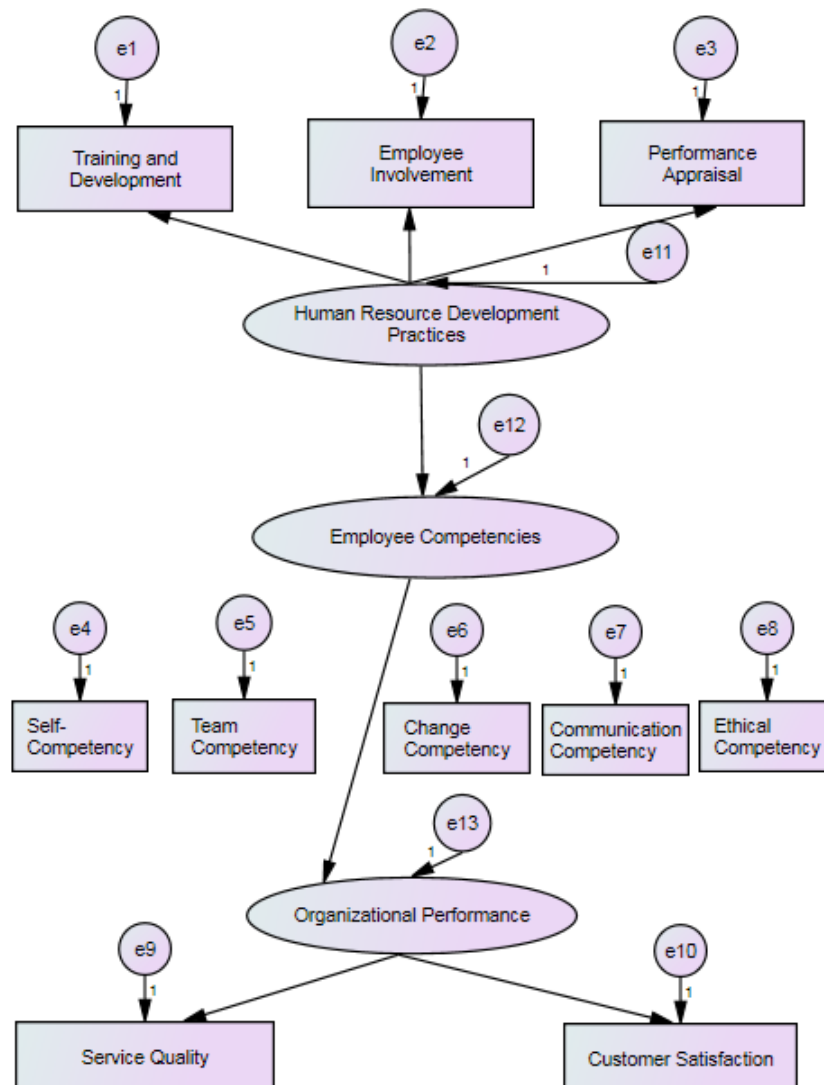 e1
e2
e3
1
1
1
Training and
Development
Employee
Involvement
Performance
Appraisal
e11
1
Human Resource Development
Practices
e12
1
Employee Competencies
e4
e5
e6
e7
e8
1
1
1
1
1
Self-
Competency
Team
Competency
Change
Competency
Communication
Competency
Ethical
Competency
e13
1
Organizational Performance
e9
e10
1
1
Service Quality
Customer Satisfaction